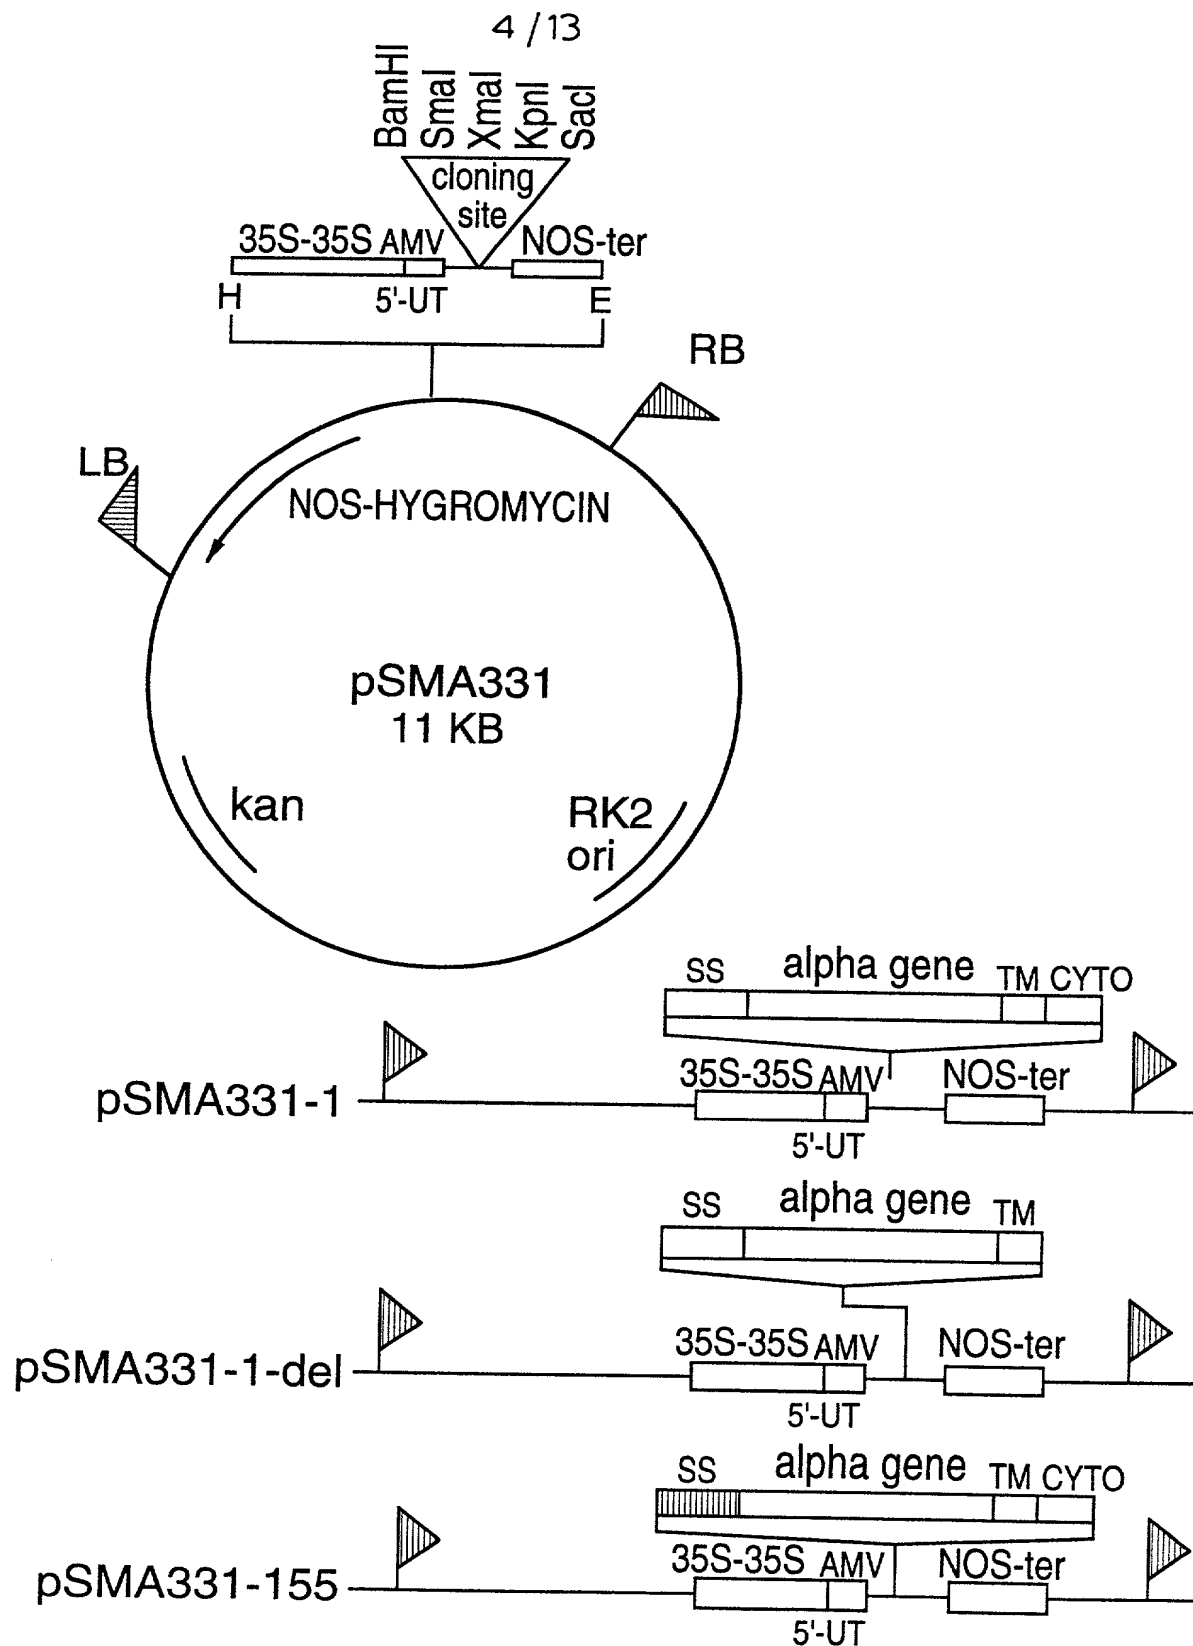 4/13
BamHI
SmaI
XmaI
KpnI
SacI
cloning
site
35S-35S AMV
NOS-ter
H
5'-UT
E
RB
LB
NOS-HYGROMYCIN
pSMA331
11 KB
kan
RK2
ori
SS
alpha gene
TM CYTO
35S-35S AMV
NOS-ter
pSMA331-1
5'-UT
SS
alpha gene
TM
35S-35S AMV
NOS-ter
pSMA331-1-del
5'-UT
SS
alpha gene
TM CYTO
35S-35S AMV
NOS-ter
pSMA331-155
5'-UT